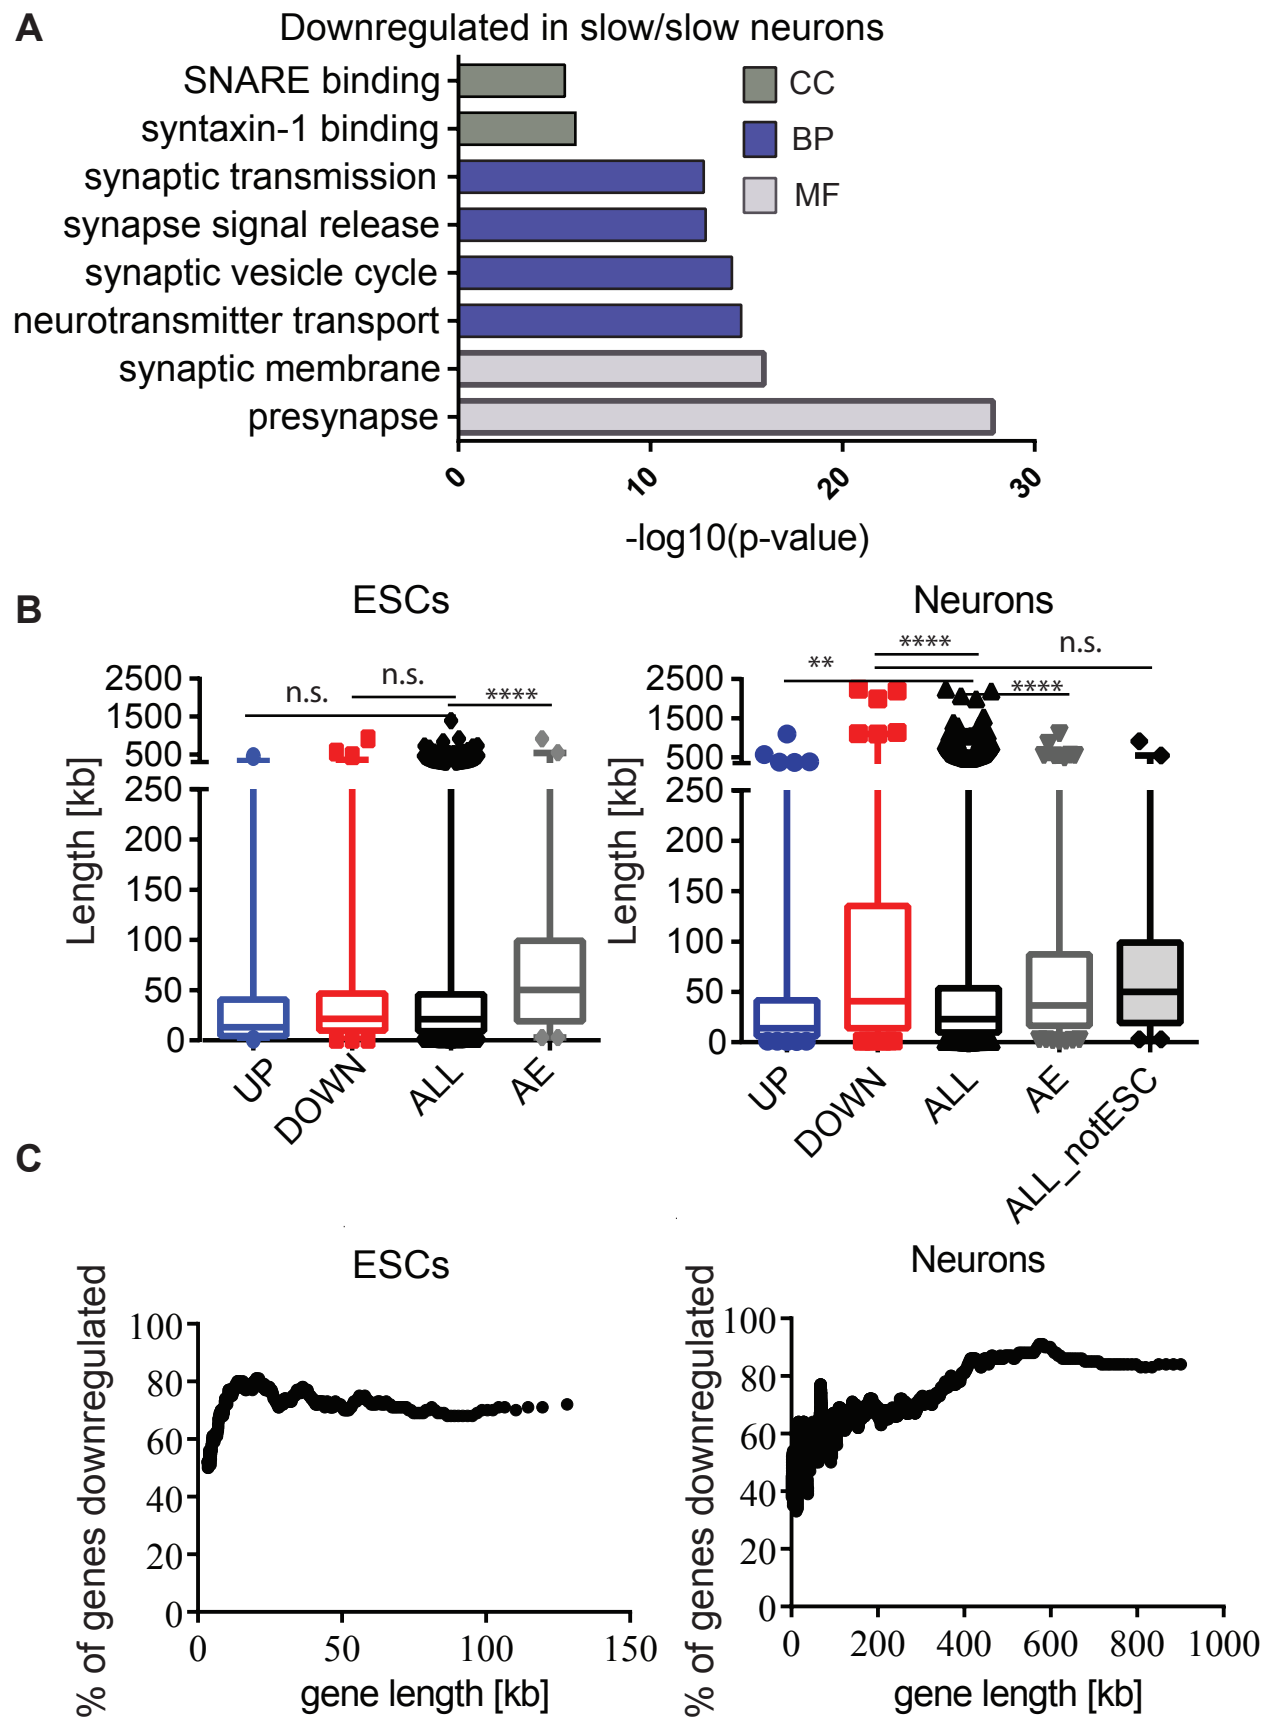 A
Downregulated in slow/slow neurons
SNARE binding
syntaxin-1 binding
synaptic transmission
synapse signal release
synaptic vesicle cycle
neurotransmitter transport
synaptic membrane
presynapse
CC
BP
MF
0 10 20 30
-log10(p-value)
B
ESCs
Length [kb]
2500
1500
500
250
200
150
100
50
0
n.s.
n.s.
****
UP DOWN ALL AE
Neurons
Length [kb]
2500
1500
500
250
200
150
100
50
0
**
****
n.s.
****
UP DOWN ALL AE ALL_notESC
C
ESCs
% of genes downregulated
100
80
60
40
20
0
0 50 100 150
gene length [kb]
Neurons
% of genes downregulated
100
80
60
40
20
0
0 200 400 600 800 1000
gene length [kb]